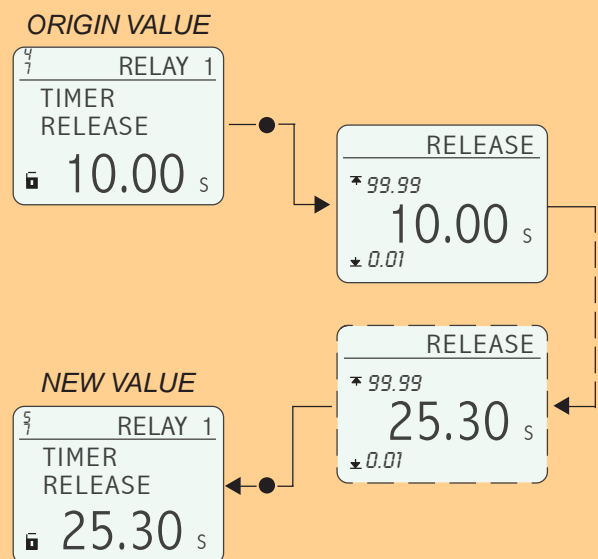 ORIGIN VALUE
4/7 RELAY 1
TIMER
RELEASE
10.00 s
RELEASE
99.99
10.00 s
0.01
RELEASE
99.99
25.30 s
0.01
NEW VALUE
5/7 RELAY 1
TIMER
RELEASE
25.30 s